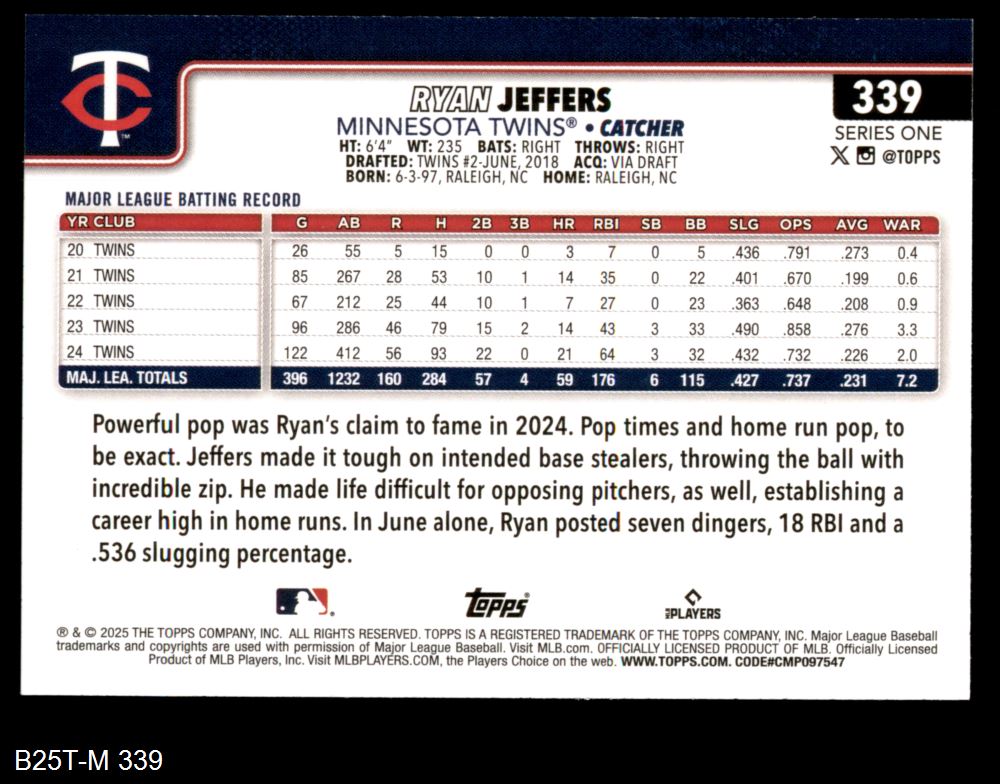 T
C
TM
339
RYAN JEFFERS
MINNESOTA TWINS® • CATCHER
SERIES ONE
HT: 6'4" WT: 235 BATS: RIGHT THROWS: RIGHT
DRAFTED: TWINS #2-JUNE, 2018 ACQ: VIA DRAFT
@TOPPS
BORN: 6-3-97, RALEIGH, NC HOME: RALEIGH, NC
MAJOR LEAGUE BATTING RECORD
YR CLUB G AB R H 2B 3B HR RBI SB BB SLG OPS AVG WAR
20 TWINS 26 55 5 15 0 0 3 7 0 5 .436 .791 .273 0.4
21 TWINS 85 267 28 53 10 1 14 35 0 22 .401 .670 .199 0.6
22 TWINS 67 212 25 44 10 1 7 27 0 23 .363 .648 .208 0.9
23 TWINS 96 286 46 79 15 2 14 43 3 33 .490 .858 .276 3.3
24 TWINS 122 412 56 93 22 0 21 64 3 32 .432 .732 .226 2.0
MAJ. LEA. TOTALS 396 1232 160 284 57 4 59 176 6 115 .427 .737 .231 7.2
Powerful pop was Ryan's claim to fame in 2024. Pop times and home run pop, to
be exact. Jeffers made it tough on intended base stealers, throwing the ball with
incredible zip. He made life difficult for opposing pitchers, as well, establishing a
career high in home runs. In June alone, Ryan posted seven dingers, 18 RBI and a
.536 slugging percentage.
Topps®
PLAYERS
® & © 2025 THE TOPPS COMPANY, INC. ALL RIGHTS RESERVED. TOPPS IS A REGISTERED TRADEMARK OF THE TOPPS COMPANY, INC. Major League Baseball
trademarks and copyrights are used with permission of Major League Baseball. Visit MLB.com. OFFICIALLY LICENSED PRODUCT OF MLB. Officially Licensed
Product of MLB Players, Inc. Visit MLBPLAYERS.COM, the Players Choice on the web. WWW.TOPPS.COM. CODE#CMP097547
B25T-M 339